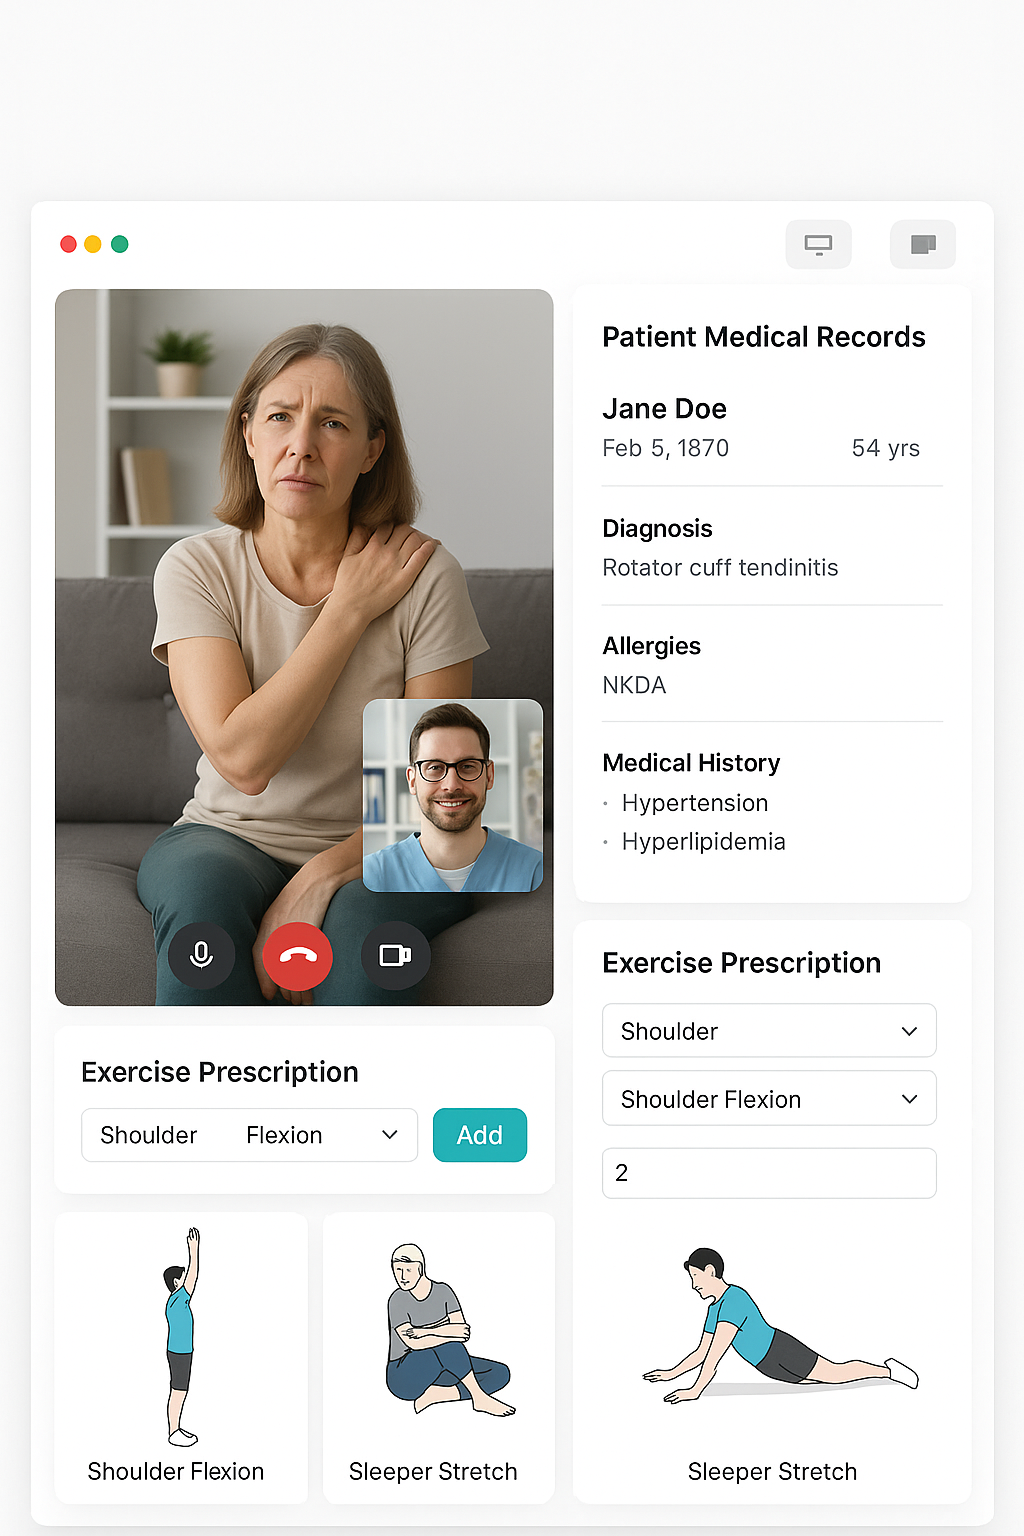 Patient Medical Records
Jane Doe
Feb 5, 1870 54 yrs
Diagnosis
Rotator cuff tendinitis
Allergies
NKDA
Medical History
· Hypertension
· Hyperlipidemia
Exercise Prescription
Shoulder Flexion Add
Shoulder Flexion
Sleeper Stretch
Exercise Prescription
Shoulder
Shoulder Flexion
2
Sleeper Stretch